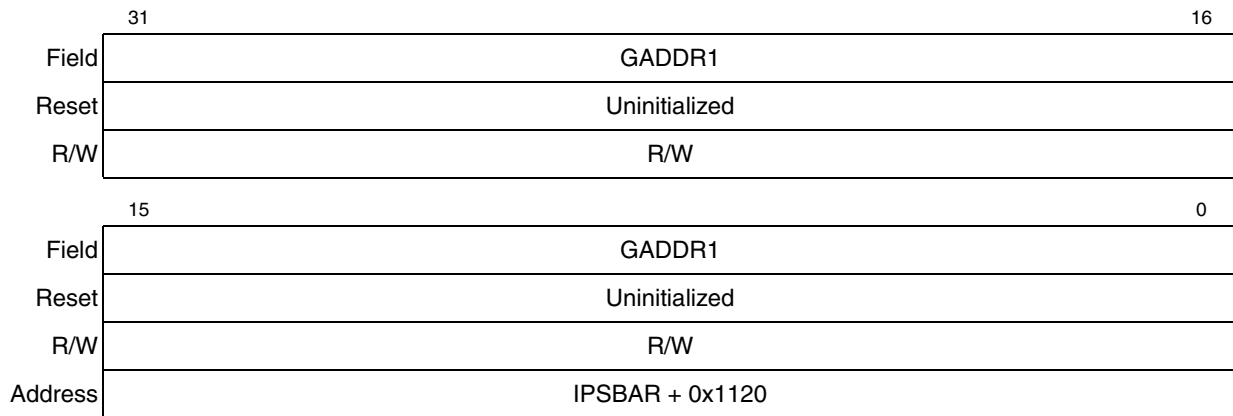 31 16
Field GADDR1
Reset Uninitialized
R/W R/W
15 0
Field GADDR1
Reset Uninitialized
R/W R/W
Address IPSBAR + 0x1120